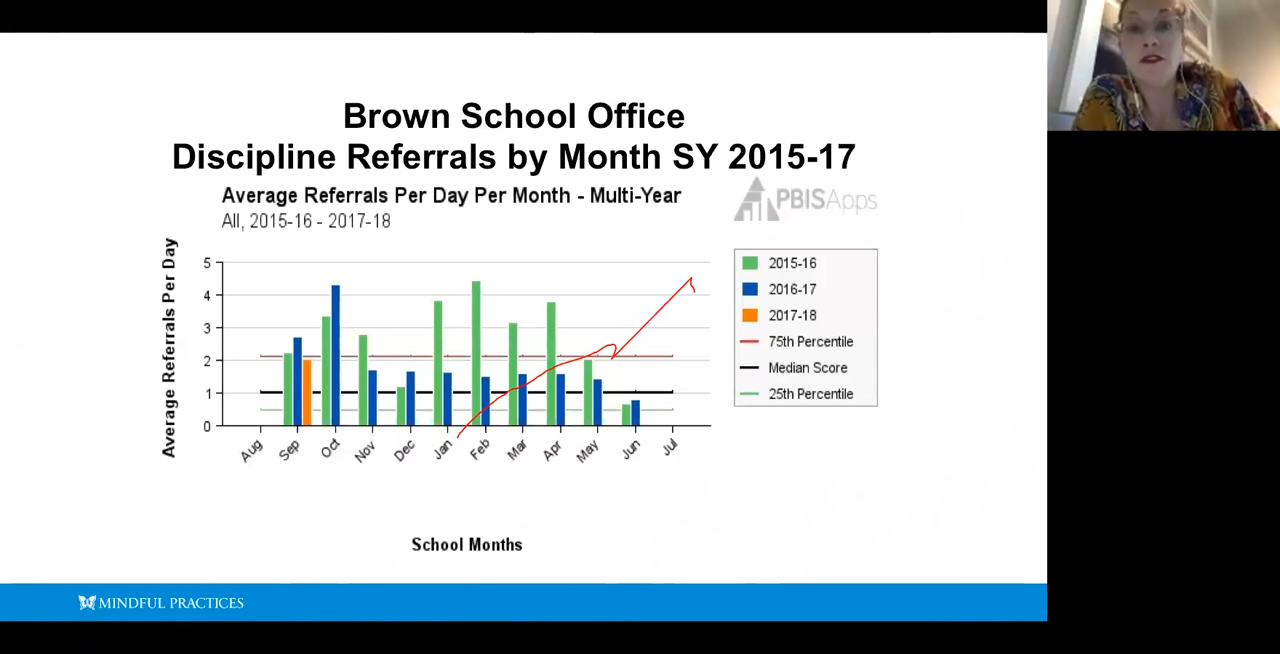 Brown School Office
Discipline Referrals by Month SY 2015-17
Average Referrals Per Day Per Month - Multi-Year
All, 2015-16 - 2017-18
PBISApps
Average Referrals Per Day
5
4
3
2
1
0
Aug
Sep
Oct
Nov
Dec
Jan
Feb
Mar
Apr
May
Jun
Jul
2015-16
2016-17
2017-18
75th Percentile
Median Score
25th Percentile
School Months
MINDFUL PRACTICES